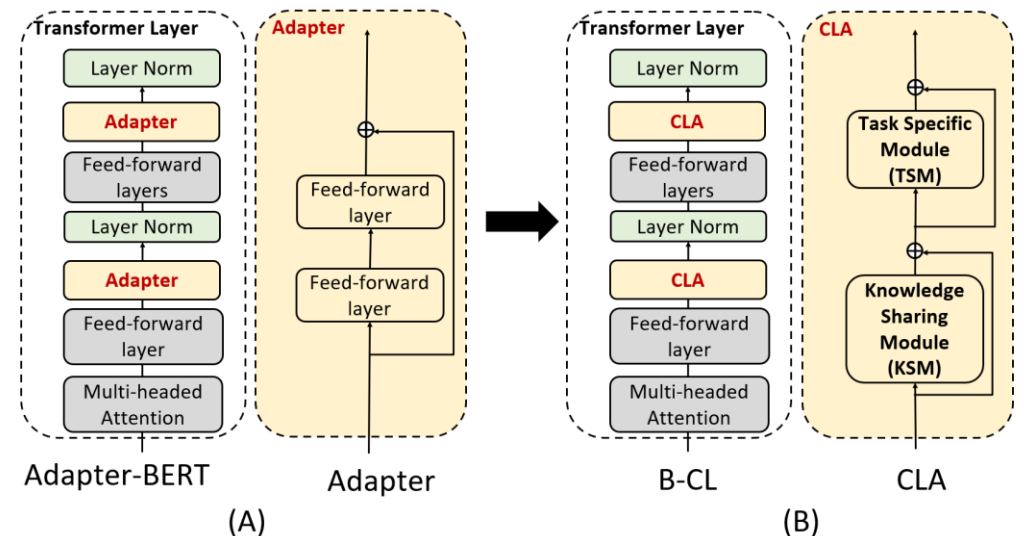 Transformer Layer
Layer Norm
Adapter
Feed-forward
layers
Layer Norm
Adapter
Feed-forward
layer
Multi-headed
Attention
Adapter-BERT
Adapter
Feed-forward
layer
Feed-forward
layer
Adapter
(A)
Transformer Layer
Layer Norm
CLA
Feed-forward
layers
Layer Norm
CLA
Feed-forward
layer
Multi-headed
Attention
B-CL
CLA
Task Specific
Module
(TSM)
Knowledge
Sharing
Module
(KSM)
CLA
(B)